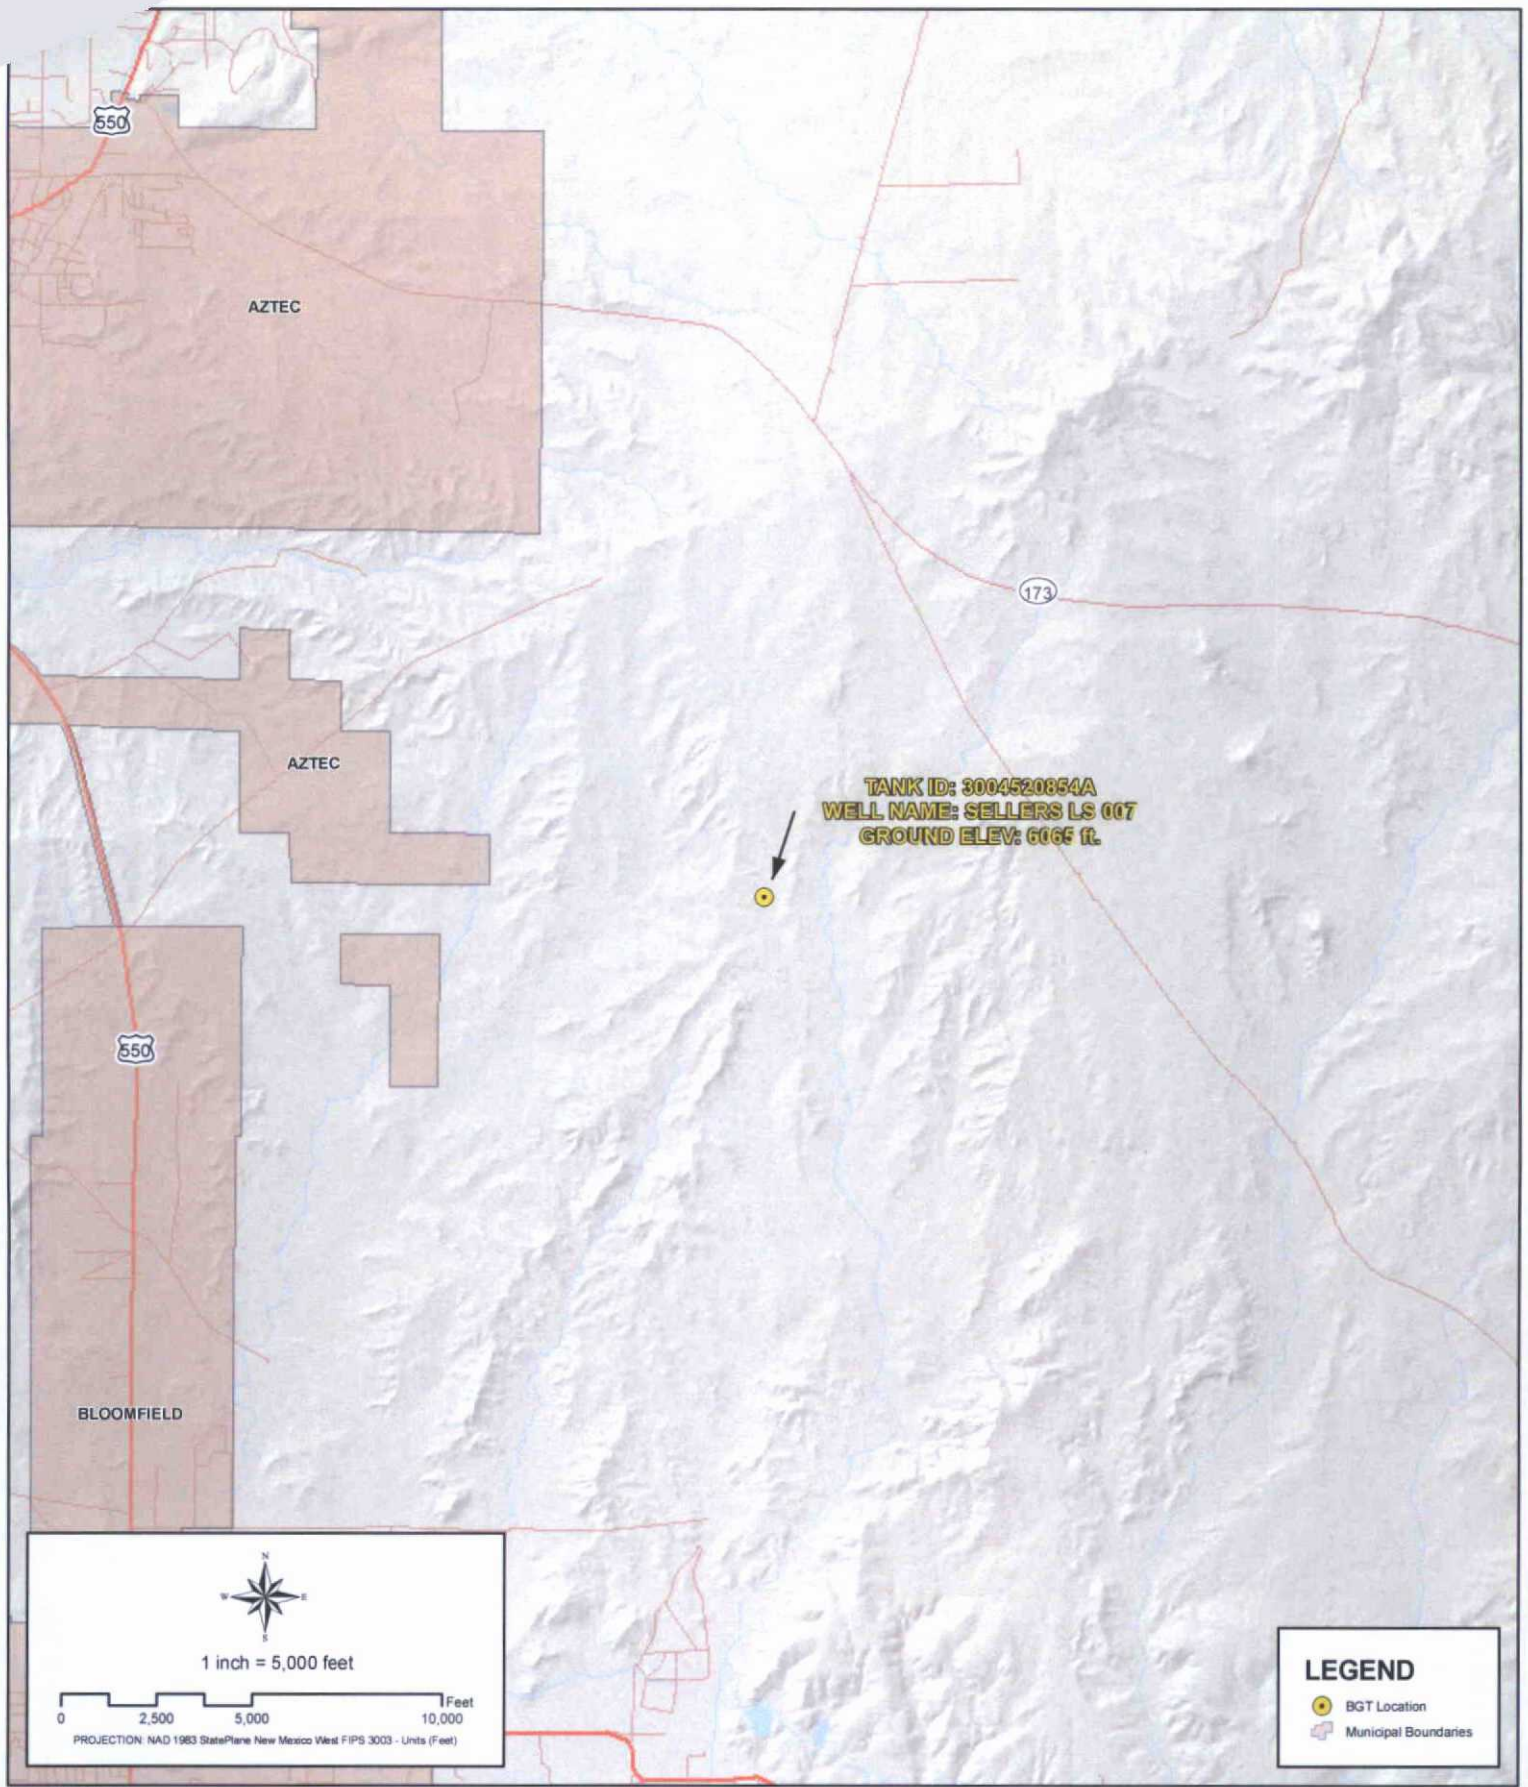 550
AZTEC
173
AZTEC
TANK ID: 3004520854A
WELL NAME: SELLERS LS 007
GROUND ELEV: 6065 ft.
550
BLOOMFIELD
N
W E
S
1 inch = 5,000 feet
Feet
0 2,500 5,000 10,000
PROJECTION: NAD 1983 StatePlane New Mexico West FIPS 3003 - Units (Feet)
LEGEND
BGT Location
Municipal Boundaries